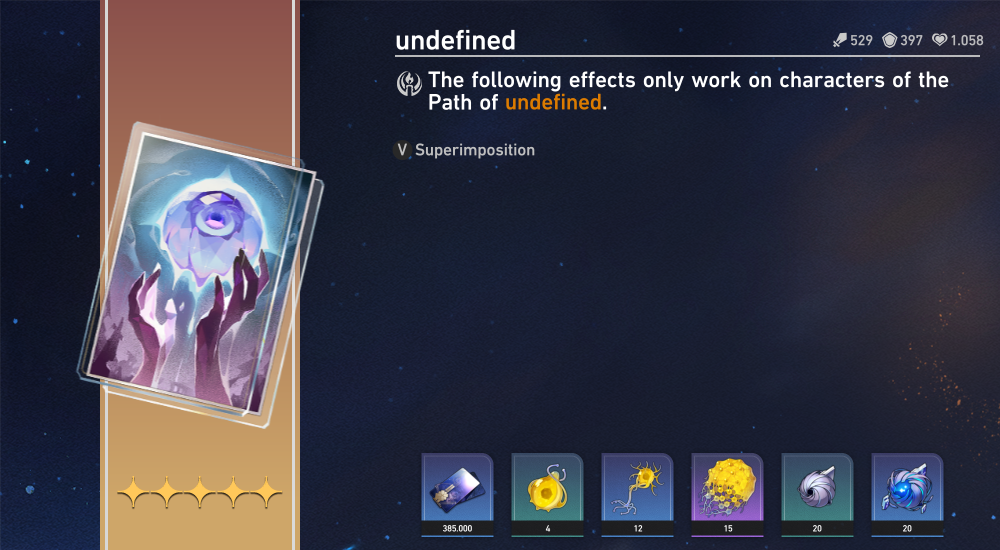 undefined
529 397 1.058
The following effects only work on characters of the
Path of undefined.
V Superimposition
385.000 4 12 15 20 20